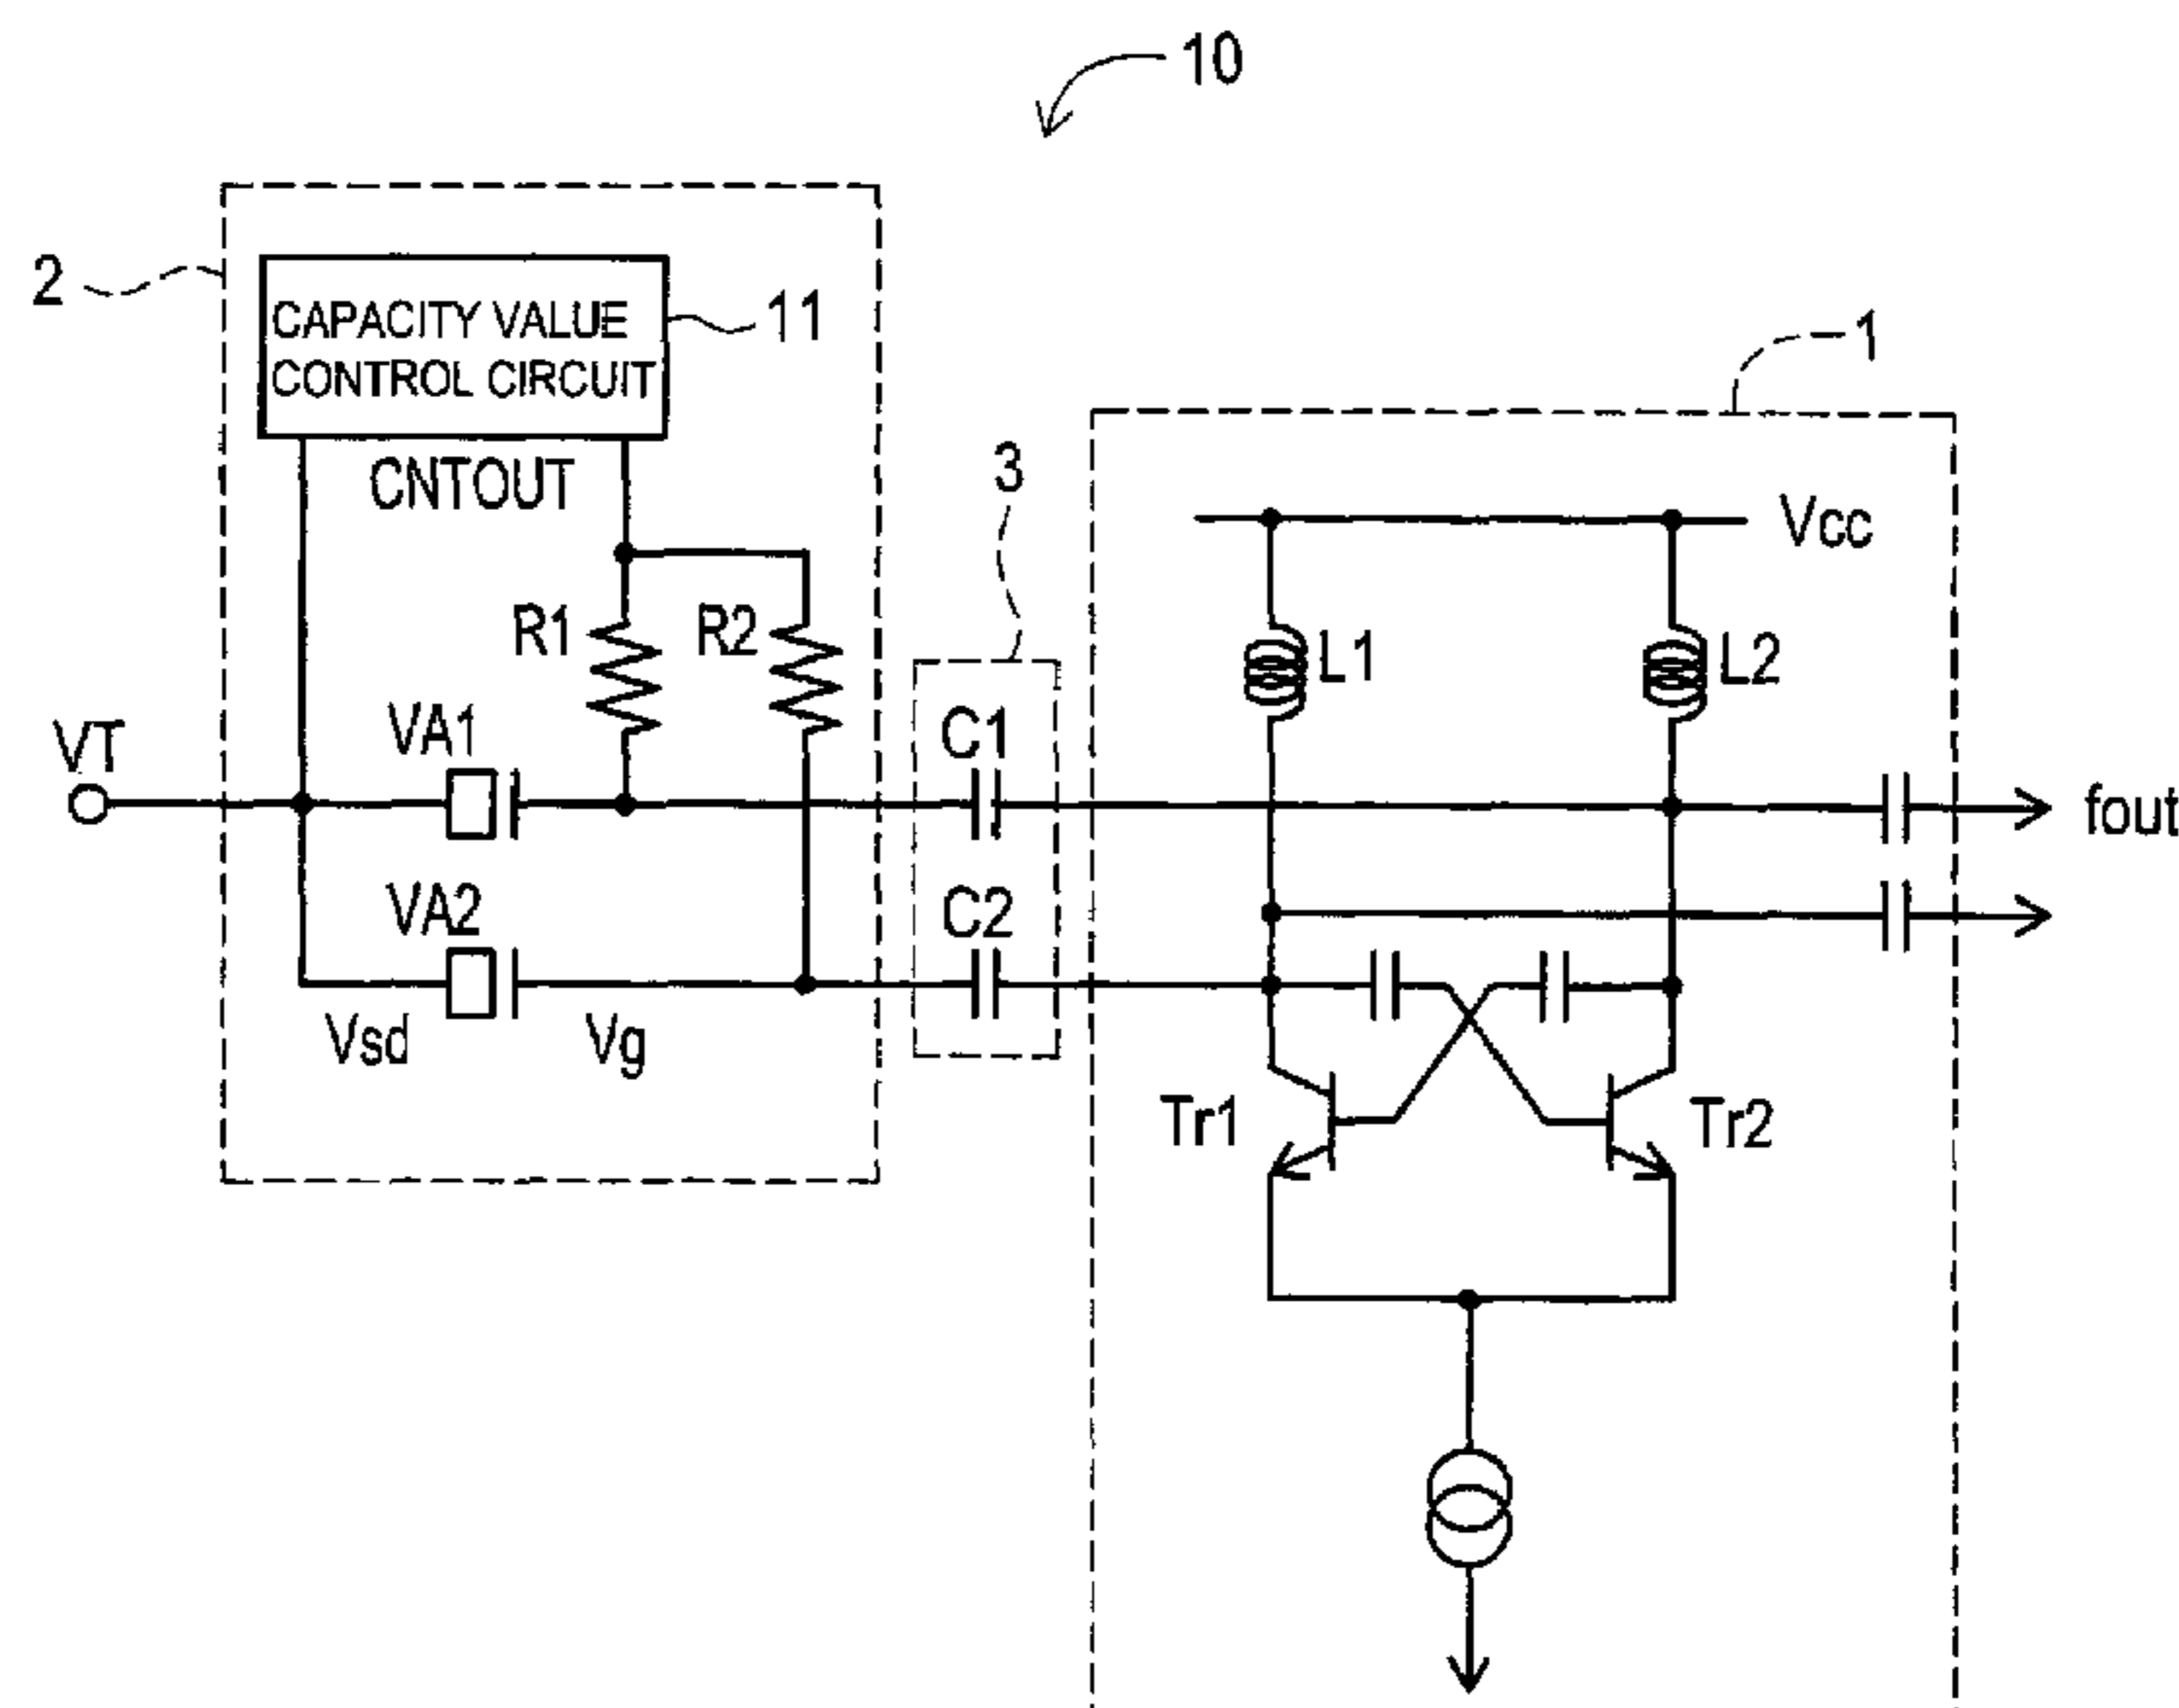 10
2
CAPACITY VALUE
CONTROL CIRCUIT
11
1
CNTOUT
3
Vcc
R1
R2
L1
L2
VT
VA1
C1
fout
VA2
C2
Vsd
Vg
Tr1
Tr2